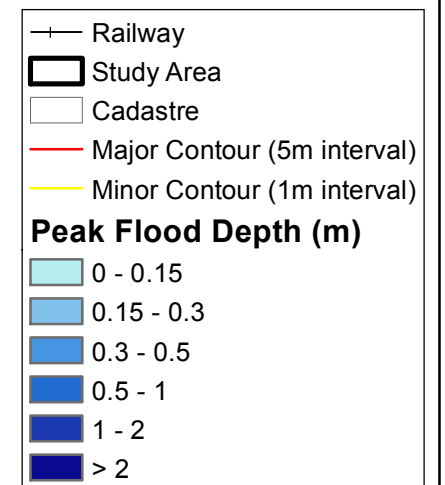 Railway
Study Area
Cadastre
Major Contour (5m interval)
Minor Contour (1m interval)
Peak Flood Depth (m)
0 - 0.15
0.15 - 0.3
0.3 - 0.5
0.5 - 1
1 - 2
> 2